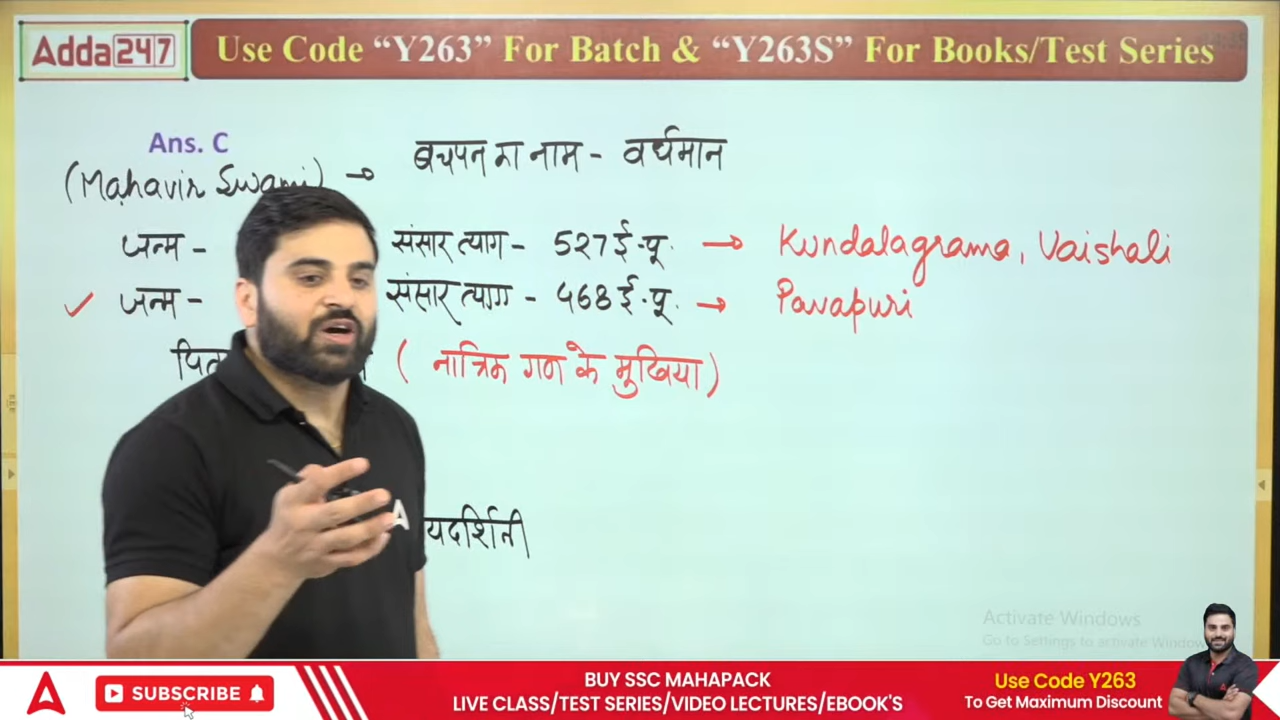 Adda247
Use Code “Y263” For Batch & “Y263S” For Books/Test Series
Ans. C
(Mahavir Swami) → बचपन का नाम - वर्धमान
जन्म - संसार त्याग - 527 ई.पू. → Kundalagrama, Vaishali
✓ जन्म - संसार त्याग - 468 ई.पू. → Pavapuri
( नात्रिक गण के मुखिया )
यदर्शिनी
Activate Windows
Go to Settings to activate Windows
SUBSCRIBE
BUY SSC MAHAPACK
LIVE CLASS/TEST SERIES/VIDEO LECTURES/EBOOK'S
Use Code Y263
To Get Maximum Discount